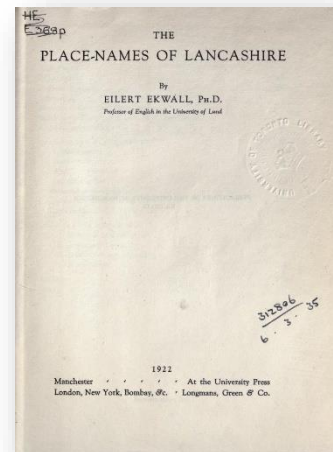 HE
E389p
THE
PLACE-NAMES OF LANCASHIRE
By
EILERT EKWALL, PH.D.
Professor of English in the University of Lund
312806
6 . 3 . 35
1922
Manchester ' ' ' ' ' At the University Press
London, New York, Bombay, &c. ' Longmans, Green & Co.